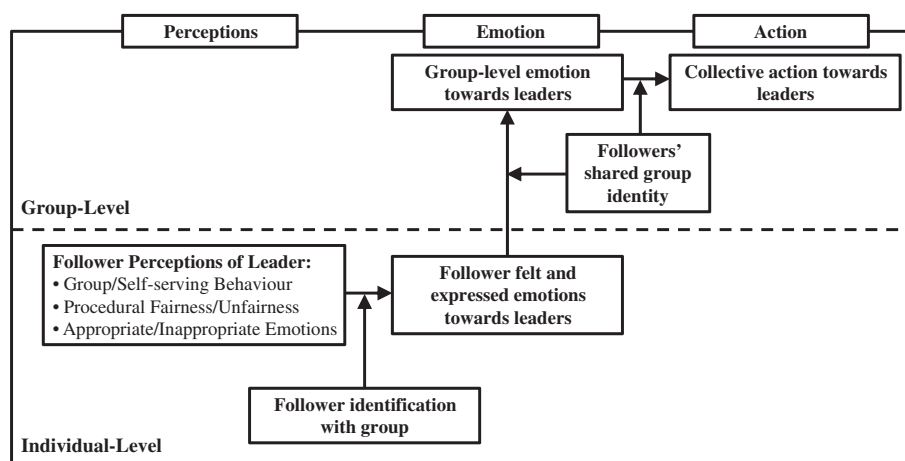 Perceptions
Emotion
Action
Group-level emotion
towards leaders
Collective action towards
leaders
Followers'
shared group
identity
Group-Level
Follower Perceptions of Leader:
• Group/Self-serving Behaviour
• Procedural Fairness/Unfairness
• Appropriate/Inappropriate Emotions
Follower felt and
expressed emotions
towards leaders
Follower identification
with group
Individual-Level